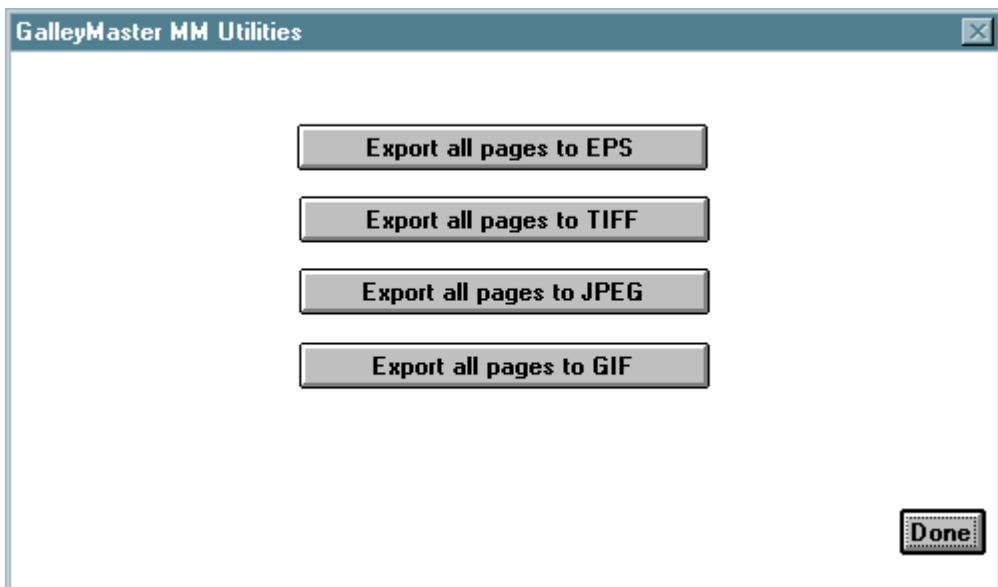 GalleyMaster MM Utilities
Export all pages to EPS
Export all pages to TIFF
Export all pages to JPEG
Export all pages to GIF
Done